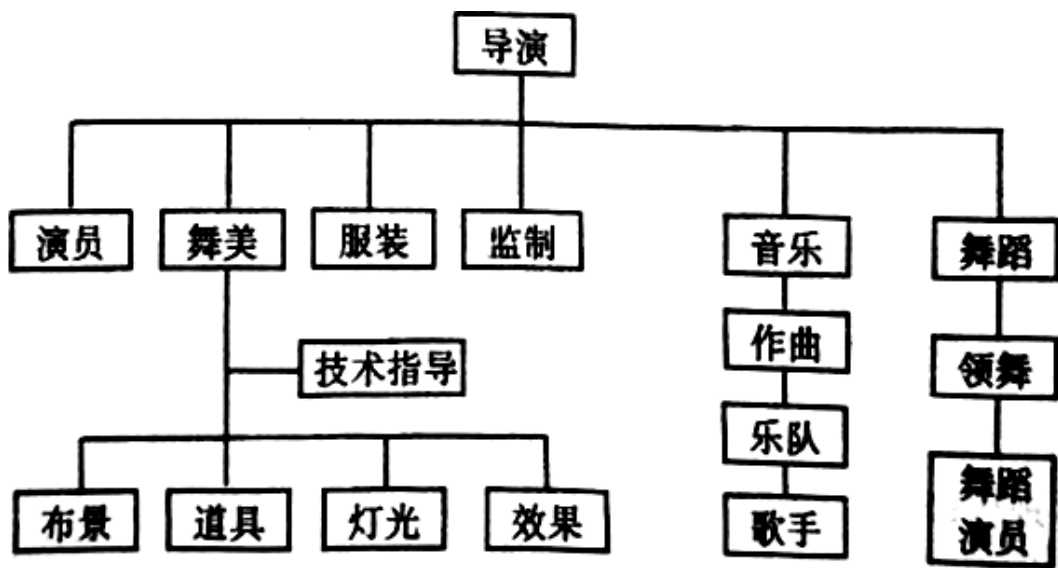 导演
演员
舞美
服装
监制
音乐
舞蹈
技术指导
作曲
领舞
乐队
布景
道具
灯光
效果
歌手
舞蹈
演员